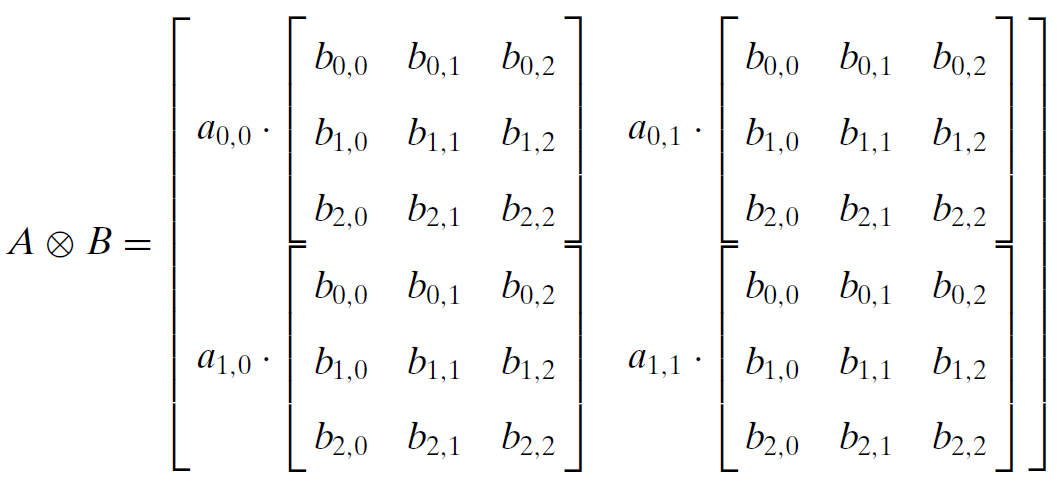 a₀,₀ · [ b₀,₀ b₀,₁ b₀,₂ ] a₀,₁ · [ b₀,₀ b₀,₁ b₀,₂ ]
[ b₁,₀ b₁,₁ b₁,₂ ] [ b₁,₀ b₁,₁ b₁,₂ ]
[ b₂,₀ b₂,₁ b₂,₂ ] [ b₂,₀ b₂,₁ b₂,₂ ]
A ⊗ B =
a₁,₀ · [ b₀,₀ b₀,₁ b₀,₂ ] a₁,₁ · [ b₀,₀ b₀,₁ b₀,₂ ]
[ b₁,₀ b₁,₁ b₁,₂ ] [ b₁,₀ b₁,₁ b₁,₂ ]
[ b₂,₀ b₂,₁ b₂,₂ ] [ b₂,₀ b₂,₁ b₂,₂ ]